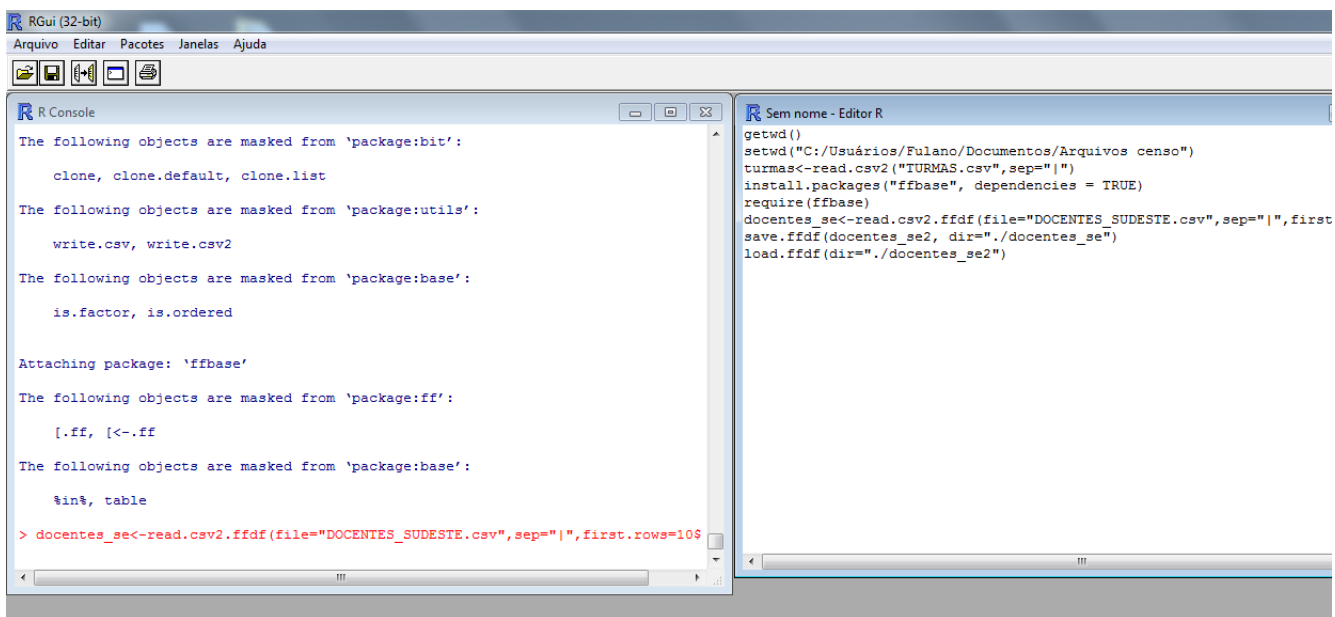 RGui (32-bit)
Arquivo Editar Pacotes Janelas Ajuda
R Console
The following objects are masked from ‘package:bit’:
clone, clone.default, clone.list
The following objects are masked from ‘package:utils’:
write.csv, write.csv2
The following objects are masked from ‘package:base’:
is.factor, is.ordered
Attaching package: ‘ffbase’
The following objects are masked from ‘package:ff’:
[.ff, [<-.ff
The following objects are masked from ‘package:base’:
%in%, table
> docentes_se<-read.csv2.ffdf(file="DOCENTES_SUDESTE.csv",sep="|",first.rows=10$
Sem nome - Editor R
getwd()
setwd("C:/Usuários/Fulano/Documentos/Arquivos censo")
turmas<-read.csv2("TURMAS.csv",sep="|")
install.packages("ffbase", dependencies = TRUE)
require(ffbase)
docentes_se<-read.csv2.ffdf(file="DOCENTES_SUDESTE.csv",sep="|",first
save.ffdf(docentes_se2, dir="./docentes_se")
load.ffdf(dir="./docentes_se2")